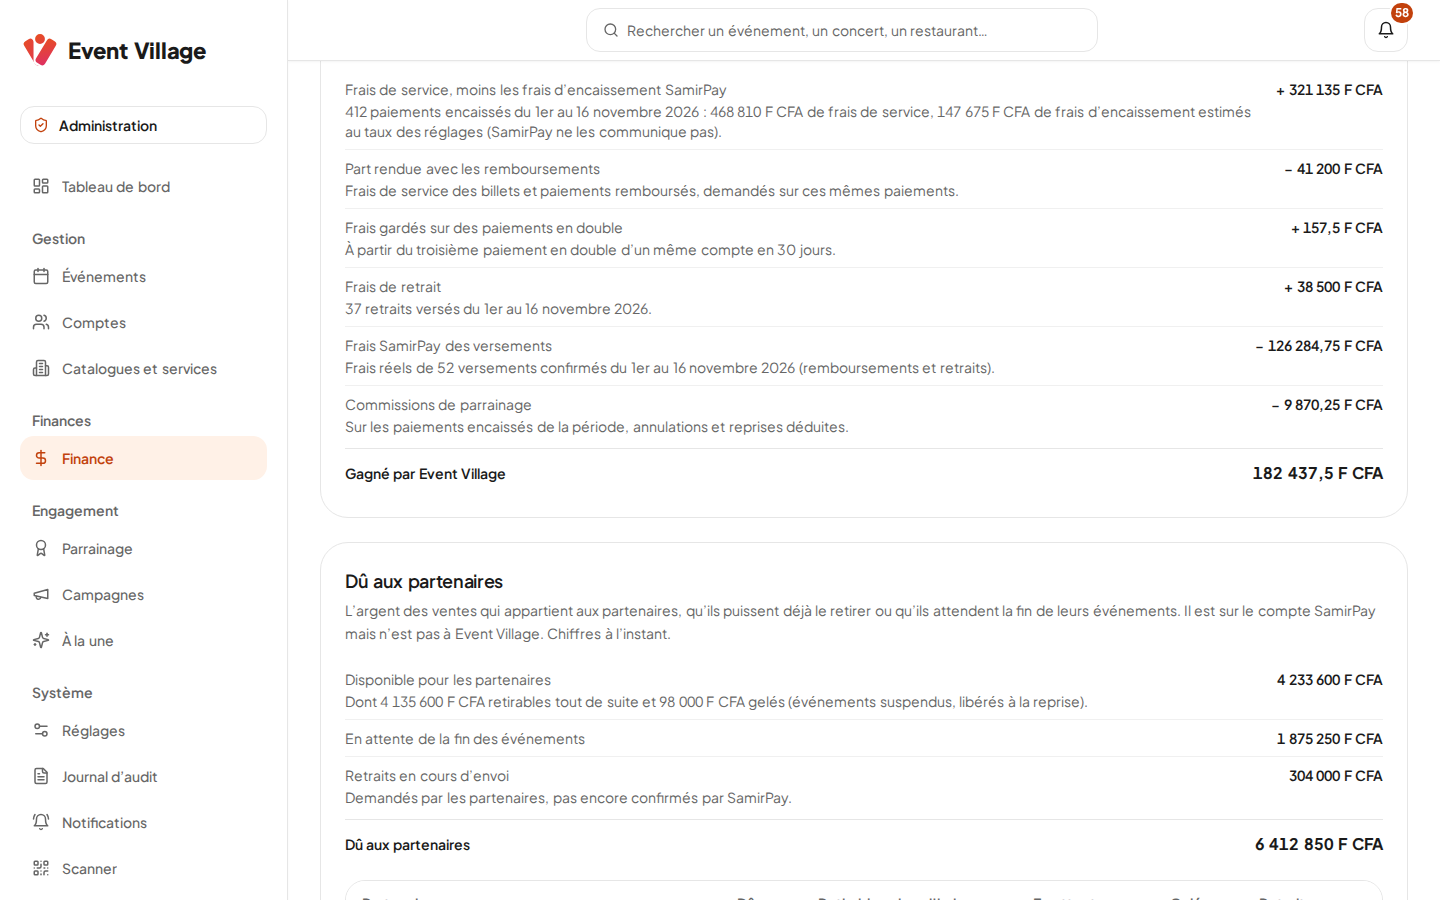 Event Village
Rechercher un événement, un concert, un restaurant...
58
Administration
Tableau de bord
Gestion
Événements
Comptes
Catalogues et services
Finances
Finance
Engagement
Parrainage
Campagnes
À la une
Système
Réglages
Journal d'audit
Notifications
Scanner
Frais de service, moins les frais d'encaissement SamirPay
+ 321 135 F CFA
412 paiements encaissés du 1er au 16 novembre 2026 : 468 810 F CFA de frais de service, 147 675 F CFA de frais d'encaissement estimés
au taux des réglages (SamirPay ne les communique pas).
Part rendue avec les remboursements
− 41 200 F CFA
Frais de service des billets et paiements remboursés, demandés sur ces mêmes paiements.
Frais gardés sur des paiements en double
+ 157,5 F CFA
À partir du troisième paiement en double d'un même compte en 30 jours.
Frais de retrait
+ 38 500 F CFA
37 retraits versés du 1er au 16 novembre 2026.
Frais SamirPay des versements
− 126 284,75 F CFA
Frais réels de 52 versements confirmés du 1er au 16 novembre 2026 (remboursements et retraits).
Commissions de parrainage
− 9 870,25 F CFA
Sur les paiements encaissés de la période, annulations et reprises déduites.
Gagné par Event Village
182 437,5 F CFA
Dû aux partenaires
L'argent des ventes qui appartient aux partenaires, qu'ils puissent déjà le retirer ou qu'ils attendent la fin de leurs événements. Il est sur le compte SamirPay
mais n'est pas à Event Village. Chiffres à l'instant.
Disponible pour les partenaires
4 233 600 F CFA
Dont 4 135 600 F CFA retirables tout de suite et 98 000 F CFA gelés (événements suspendus, libérés à la reprise).
En attente de la fin des événements
1 875 250 F CFA
Retraits en cours d'envoi
304 000 F CFA
Demandés par les partenaires, pas encore confirmés par SamirPay.
Dû aux partenaires
6 412 850 F CFA